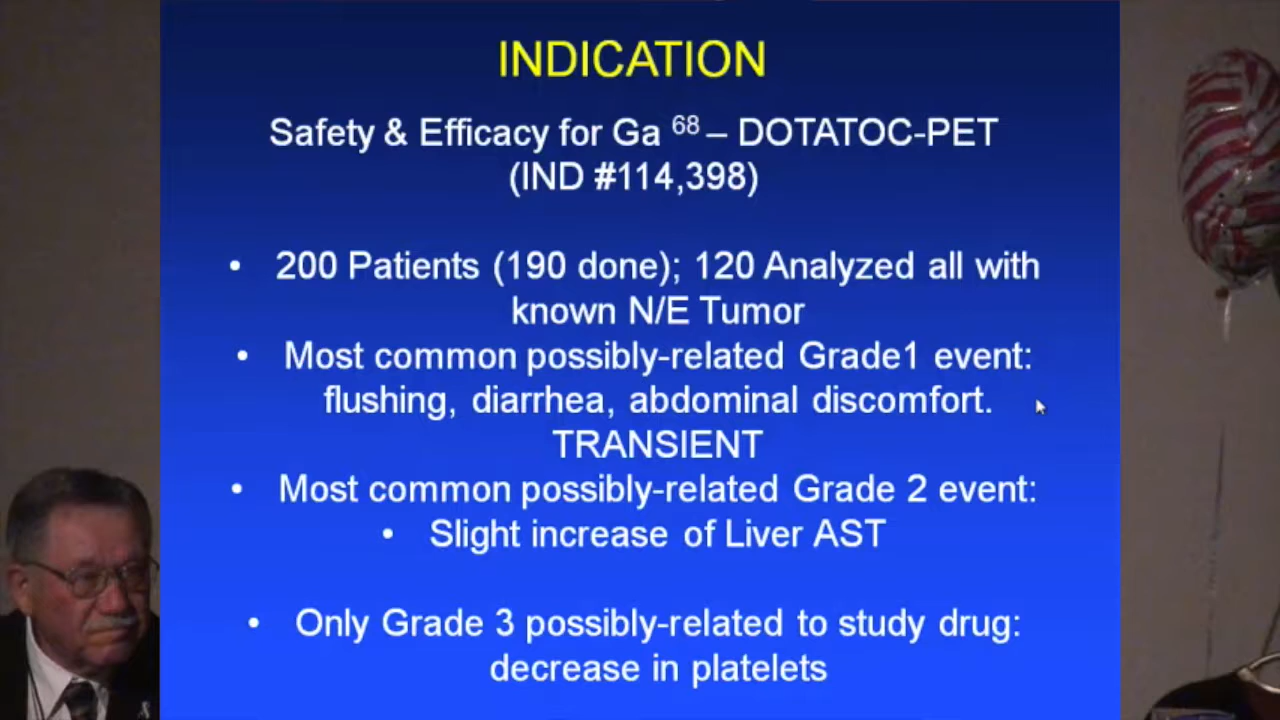 INDICATION
Safety & Efficacy for Ga 68 – DOTATOC-PET
(IND #114,398)
• 200 Patients (190 done); 120 Analyzed all with
known N/E Tumor
• Most common possibly-related Grade1 event:
flushing, diarrhea, abdominal discomfort.
TRANSIENT
• Most common possibly-related Grade 2 event:
• Slight increase of Liver AST
• Only Grade 3 possibly-related to study drug:
decrease in platelets